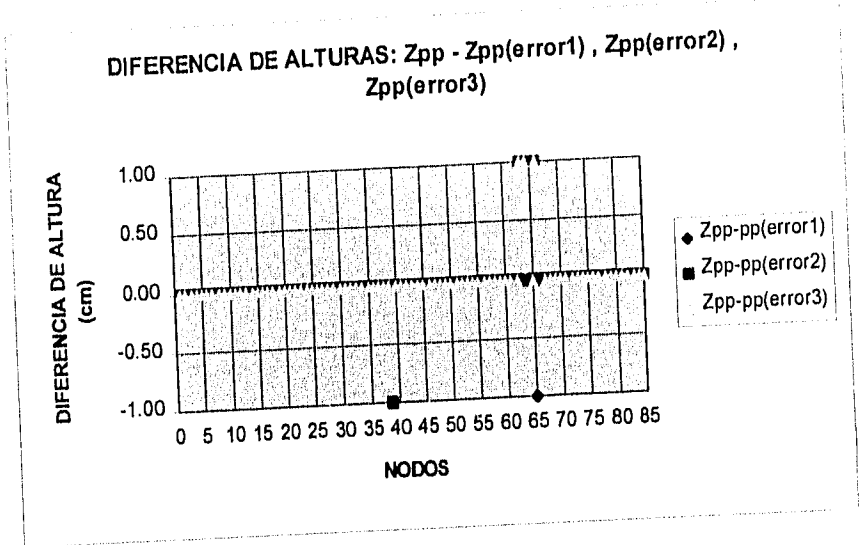 DIFERENCIA DE ALTURAS: Zpp - Zpp(error1) , Zpp(error2) ,
Zpp(error3)
DIFERENCIA DE ALTURA
(cm)
1.00
0.50
0.00
-0.50
-1.00
0 5 10 15 20 25 30 35 40 45 50 55 60 65 70 75 80 85
NODOS
Zpp-pp(error1)
Zpp-pp(error2)
Zpp-pp(error3)